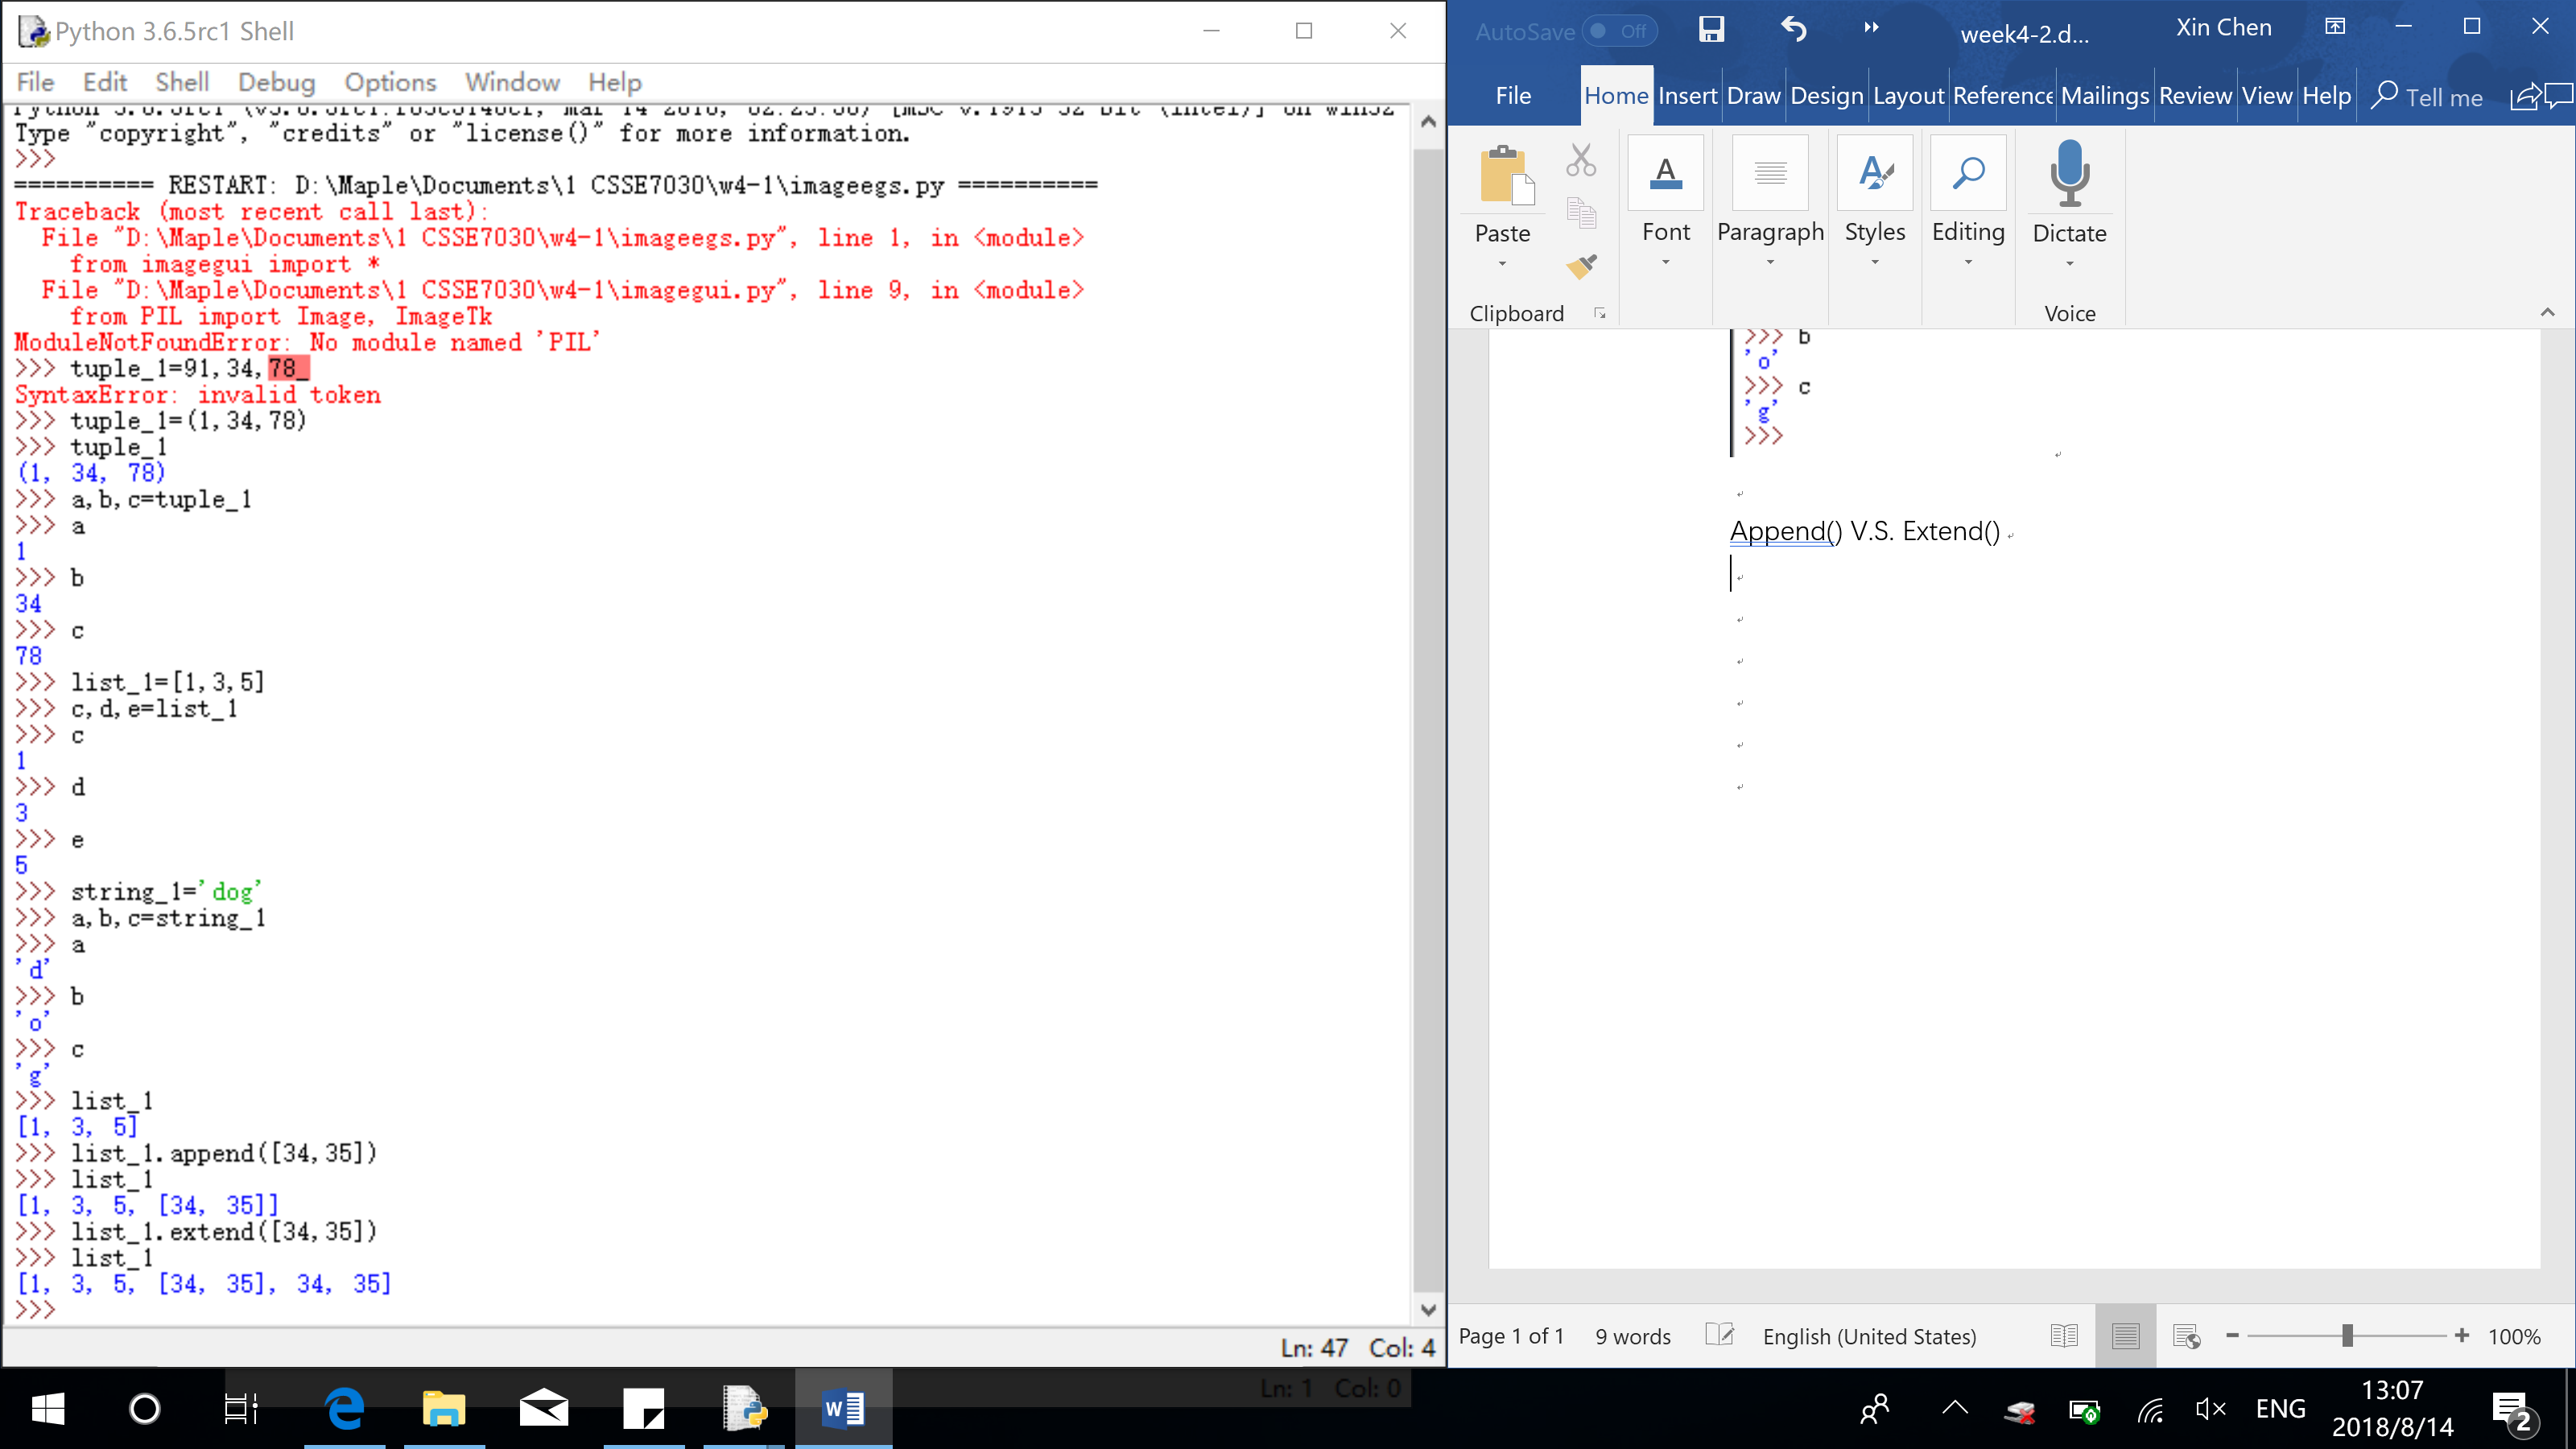 Python 3.6.5rc1 Shell
File Edit Shell Debug Options Window Help
Type "copyright", "credits" or "license()" for more information.
>>>
========== RESTART: D:\Maple\Documents\1 CSSE7030\w4-1\imageegs.py ==========
Traceback (most recent call last):
  File "D:\Maple\Documents\1 CSSE7030\w4-1\imageegs.py", line 1, in <module>
    from imagegui import *
  File "D:\Maple\Documents\1 CSSE7030\w4-1\imagegui.py", line 9, in <module>
    from PIL import Image, ImageTk
ModuleNotFoundError: No module named 'PIL'
>>> tuple_1=91,34,78_
SyntaxError: invalid token
>>> tuple_1=(1,34,78)
>>> tuple_1
(1, 34, 78)
>>> a,b,c=tuple_1
>>> a
1
>>> b
34
>>> c
78
>>> list_1=[1,3,5]
>>> c,d,e=list_1
>>> c
1
>>> d
3
>>> e
5
>>> string_1='dog'
>>> a,b,c=string_1
>>> a
'd'
>>> b
'o'
>>> c
'g'
>>> list_1
[1, 3, 5]
>>> list_1.append([34,35])
>>> list_1
[1, 3, 5, [34, 35]]
>>> list_1.extend([34,35])
>>> list_1
[1, 3, 5, [34, 35], 34, 35]
>>>
Ln: 47 Col: 4
Ln: 1 Col: 0
AutoSave Off week4-2.d... Xin Chen
File Home Insert Draw Design Layout Referenc Mailings Review View Help Tell me
Paste Font Paragraph Styles Editing Dictate
Clipboard Voice
>>> b
'o'
>>> c
'g'
>>>
Append() V.S. Extend()
Page 1 of 1 9 words English (United States) 100%
ENG 13:07
2018/8/14
2